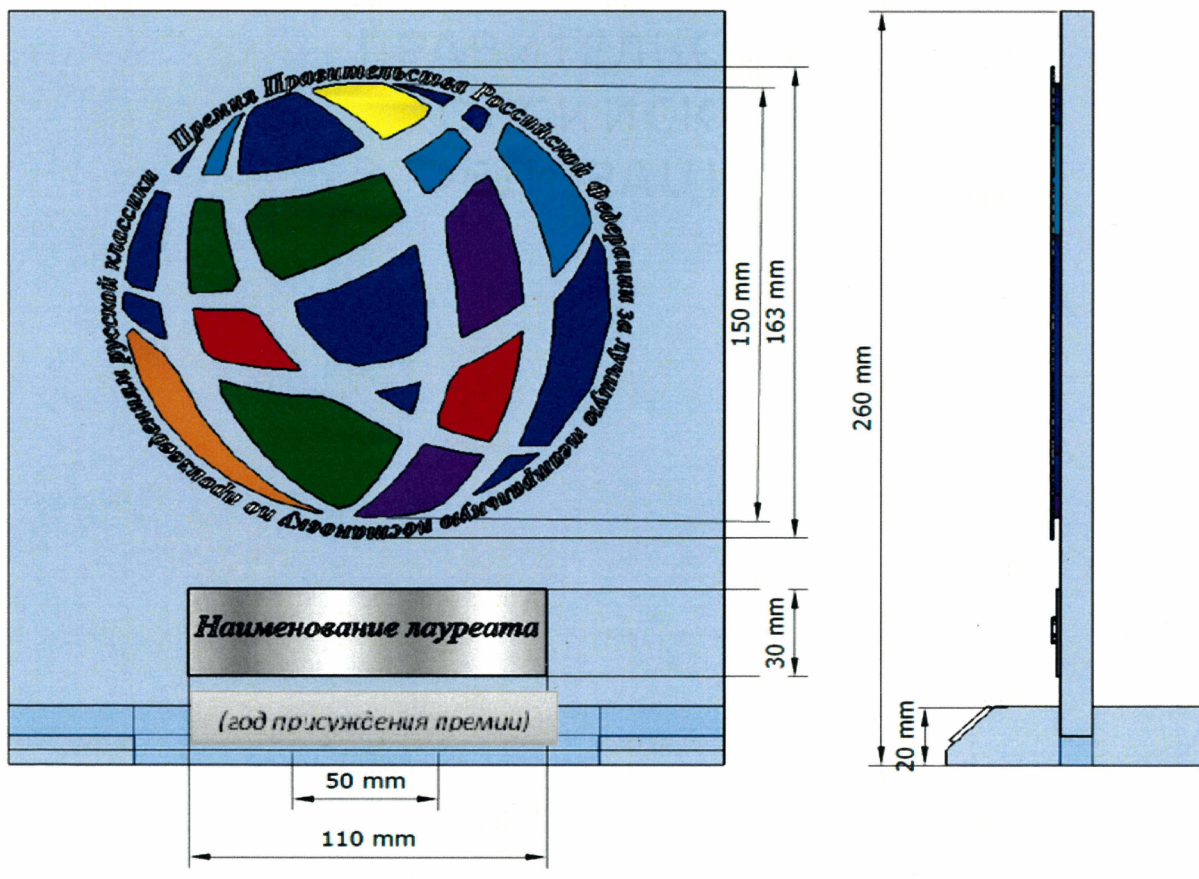 Премия Правительства Российской Федерации за лучшую театральную постановку по произведениям русской классики
150 mm
163 mm
260 mm
Наименование лауреата
30 mm
(год присуждения премии)
20 mm
50 mm
110 mm